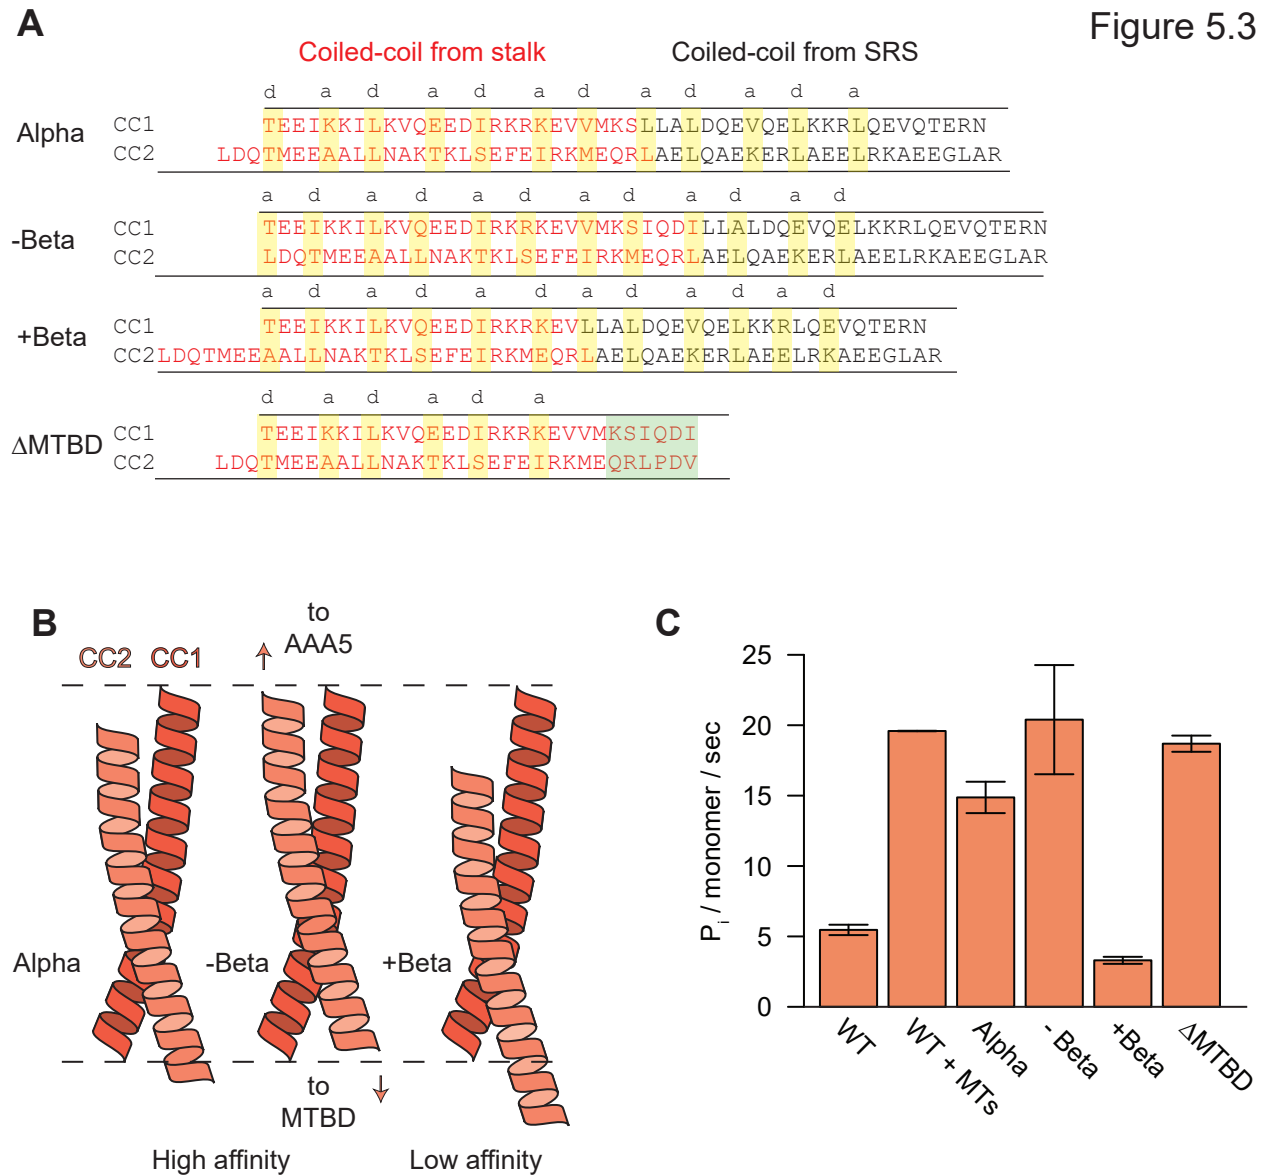 A
Figure 5.3
Coiled-coil from stalk Coiled-coil from SRS
d a d a d a d a d a d a
Alpha
CC1 TEEIKKILKVQEEDIRKRKEVVMKSLLALDQEVQELKKRLQEVQTERN
CC2 LDQTMEEAALLNAKTKLSEFEIRKMEQRLAELQAEKERLAEELRKAEEGLAR
a d a d a d a d a d a d
-Beta
CC1 TEEIKKILKVQEEDIRKRKEVVMKSIQDILLALDQEVQELKKRLQEVQTERN
CC2 LDQTMEEAALLNAKTKLSEFEIRKMEQRLAELQAEKERLAEELRKAEEGLAR
a d a d a d a d a d a d
+Beta
CC1 TEEIKKILKVQEEDIRKRKEVLLALDQEVQELKKRLQEVQTERN
CC2 LDQTMEEAALLNAKTKLSEFEIRKMEQRLAELQAEKERLAEELRKAEEGLAR
d a d a d a
ΔMTBD
CC1 TEEIKKILKVQEEDIRKRKEVVMKSIQDI
CC2 LDQTMEEAALLNAKTKLSEFEIRKMEQRLPDV
B
to
AAA5
CC2 CC1
Alpha
-Beta
+Beta
to
MTBD
High affinity
Low affinity
C
Pi / monomer / sec
25
20
15
10
5
0
WT
WT + MTs
Alpha
- Beta
+Beta
ΔMTBD